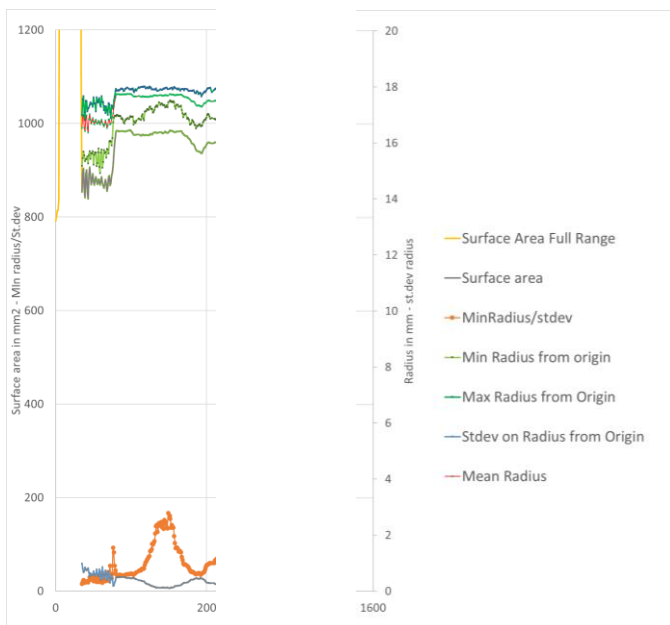 1200
1000
800
600
400
200
0
Surface area in mm2 - MIn radius/St.dev
0
200
20
18
16
14
12
10
8
6
4
2
0
Radius in mm - st.dev radius
1600
Surface Area Full Range
Surface area
MinRadius/stdev
Min Radius from origin
Max Radius from Origin
Stdev on Radius from Origin
Mean Radius